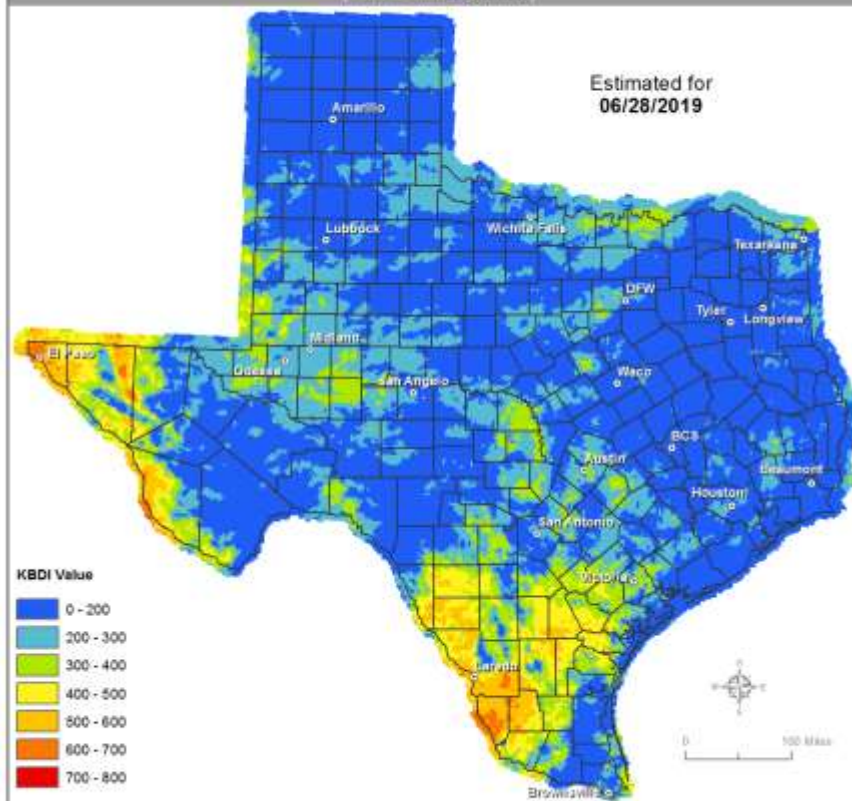 Estimated for
06/28/2019
Amarillo
Lubbock
Wichita Falls
Texarkana
DFW
Tyler
Longview
El Paso
Midland
Odessa
San Angelo
Waco
BCS
Austin
Beaumont
Houston
San Antonio
Victoria
Laredo
Brownsville
KBDI Value
0 - 200
200 - 300
300 - 400
400 - 500
500 - 600
600 - 700
700 - 800
0 100 Miles